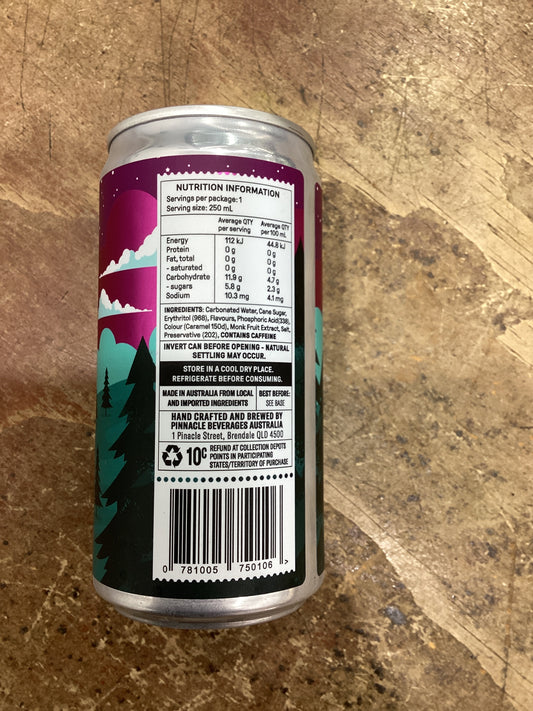 NUTRITION INFORMATION
Servings per package: 1
Serving size: 250 mL
Average QTY per serving Average QTY per 100 mL
Energy 112 kJ 44.8 kJ
Protein 0 g 0 g
Fat, total 0 g 0 g
- saturated 0 g 0 g
Carbohydrate 11.9 g 4.7 g
- sugars 5.8 g 2.3 g
Sodium 10.3 mg 4.1 mg
INGREDIENTS: Carbonated Water, Cane Sugar,
Erythritol (968), Flavours, Phosphoric Acid(338),
Colour (Caramel 150d), Monk Fruit Extract, Salt,
Preservative (202), CONTAINS CAFFEINE
INVERT CAN BEFORE OPENING - NATURAL
SETTLING MAY OCCUR.
STORE IN A COOL DRY PLACE.
REFRIGERATE BEFORE CONSUMING.
MADE IN AUSTRALIA FROM LOCAL
AND IMPORTED INGREDIENTS
BEST BEFORE:
SEE BASE
HAND CRAFTED AND BREWED BY
PINNACLE BEVERAGES AUSTRALIA
1 Pinacle Street, Brendale QLD 4500
10c REFUND AT COLLECTION DEPOTS
POINTS IN PARTICIPATING
STATES/TERRITORY OF PURCHASE
0 781005 750106 >